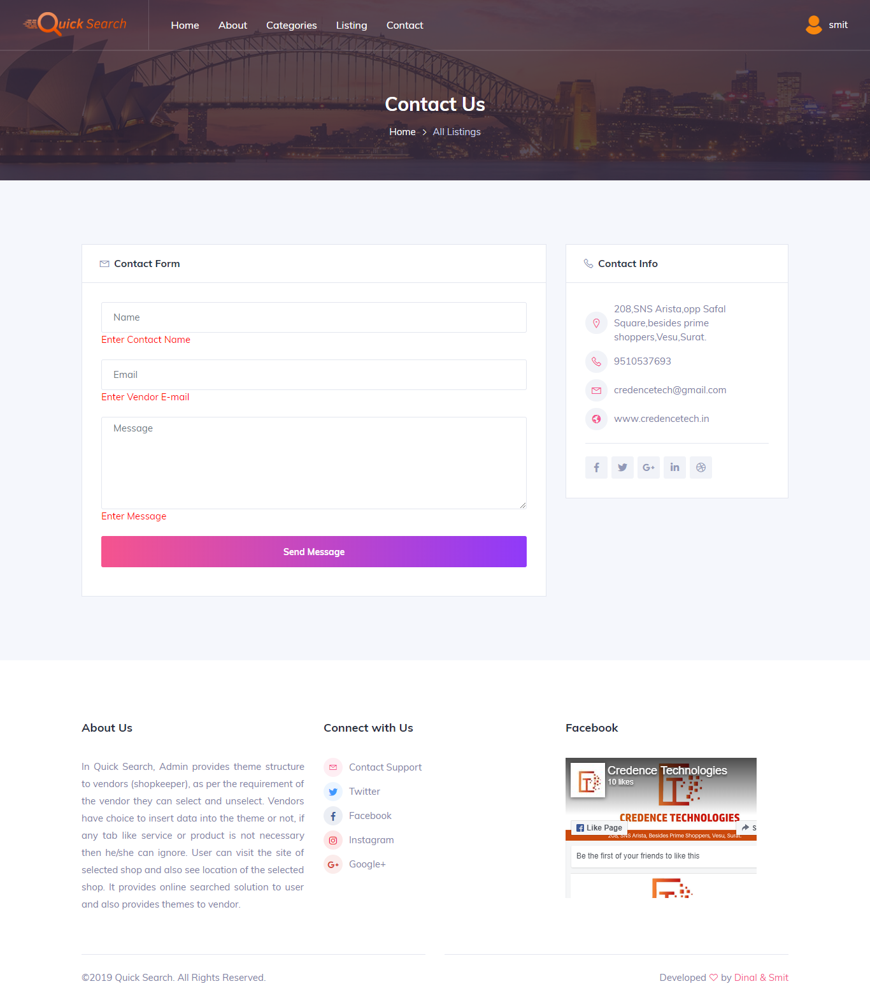 Quick Search
Home
About
Categories
Listing
Contact
smit
Contact Us
Home
All Listings
Contact Form
Name
Enter Contact Name
Email
Enter Vendor E-mail
Message
Enter Message
Send Message
Contact Info
208,SNS Arista,opp Safal
Square,besides prime
shoppers,Vesu,Surat.
9510537693
credencetech@gmail.com
www.credencetech.in
About Us
In Quick Search, Admin provides theme structure
to vendors (shopkeeper), as per the requirement of
the vendor they can select and unselect. Vendors
have choice to insert data into the theme or not, if
any tab like service or product is not necessary
then he/she can ignore. User can visit the site of
selected shop and also see location of the selected
shop. It provides online searched solution to user
and also provides themes to vendor.
Connect with Us
Contact Support
Twitter
Facebook
Instagram
Google+
Facebook
Credence Technologies
10 likes
CREDENCE TECHNOLOGIES
Like Page
S
208, SNS Arista, Besides Prime Shoppers, Vesu, Surat.
Be the first of your friends to like this
©2019 Quick Search. All Rights Reserved.
Developed ♡ by Dinal & Smit